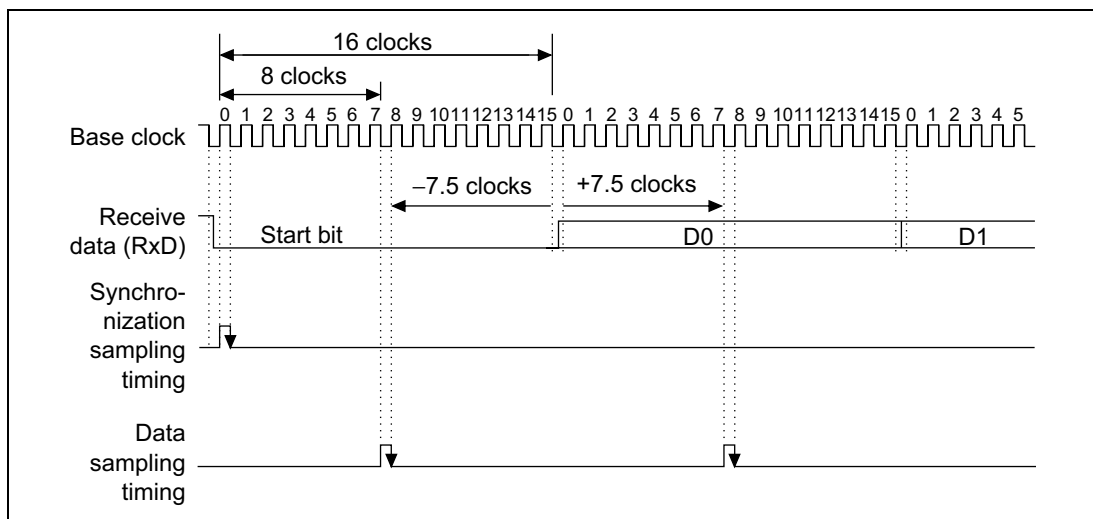 16 clocks
8 clocks
0 1 2 3 4 5 6 7 8 9 10 11 12 13 14 15 0 1 2 3 4 5 6 7 8 9 10 11 12 13 14 15 0 1 2 3 4 5
Base clock
–7.5 clocks +7.5 clocks
Receive
data (RxD)
Start bit D0 D1
Synchro-
nization
sampling
timing
Data
sampling
timing